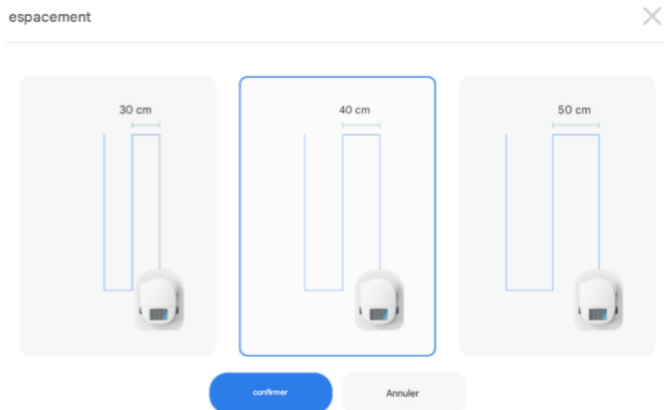 espacement
30 cm
40 cm
50 cm
confirmer
Annuler